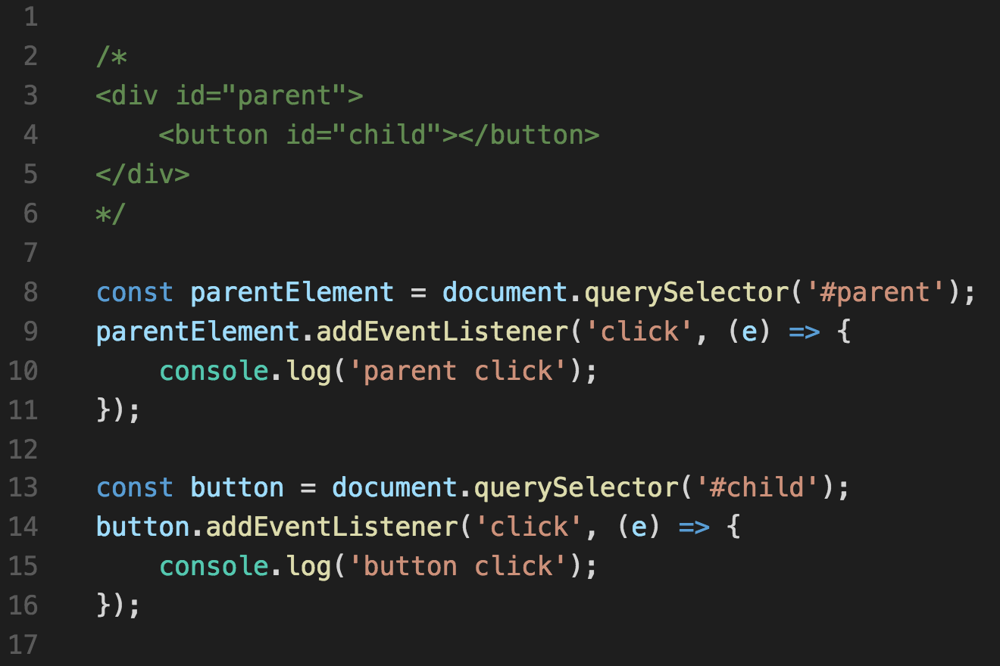 1
2 /*
3 <div id="parent">
4     <button id="child"></button>
5 </div>
6 */
7
8 const parentElement = document.querySelector('#parent');
9 parentElement.addEventListener('click', (e) => {
10     console.log('parent click');
11 });
12
13 const button = document.querySelector('#child');
14 button.addEventListener('click', (e) => {
15     console.log('button click');
16 });
17